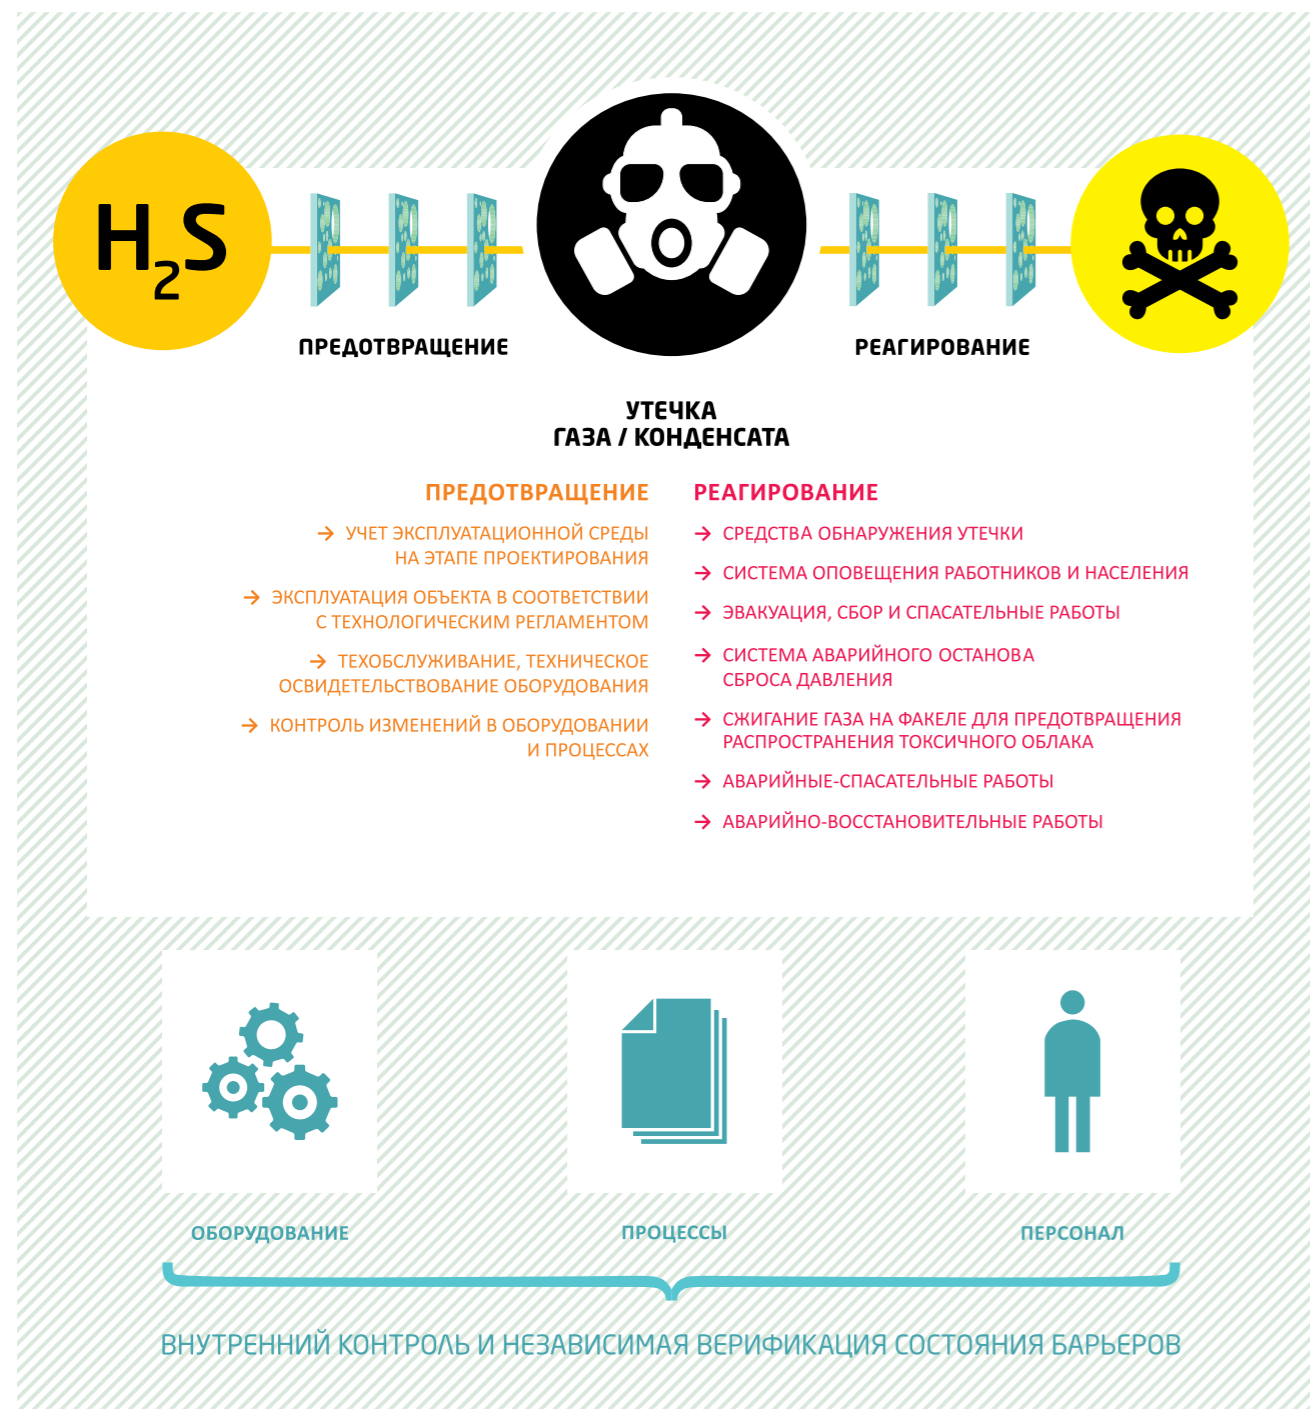 H2S
ПРЕДОТВРАЩЕНИЕ
РЕАГИРОВАНИЕ
УТЕЧКА
ГАЗА / КОНДЕНСАТА
ПРЕДОТВРАЩЕНИЕ
→ УЧЕТ ЭКСПЛУАТАЦИОННОЙ СРЕДЫ
НА ЭТАПЕ ПРОЕКТИРОВАНИЯ
→ ЭКСПЛУАТАЦИЯ ОБЪЕКТА В СООТВЕТСТВИИ
С ТЕХНОЛОГИЧЕСКИМ РЕГЛАМЕНТОМ
→ ТЕХОБСЛУЖИВАНИЕ, ТЕХНИЧЕСКОЕ
ОСВИДЕТЕЛЬСТВОВАНИЕ ОБОРУДОВАНИЯ
→ КОНТРОЛЬ ИЗМЕНЕНИЙ В ОБОРУДОВАНИИ
И ПРОЦЕССАХ
РЕАГИРОВАНИЕ
→ СРЕДСТВА ОБНАРУЖЕНИЯ УТЕЧКИ
→ СИСТЕМА ОПОВЕЩЕНИЯ РАБОТНИКОВ И НАСЕЛЕНИЯ
→ ЭВАКУАЦИЯ, СБОР И СПАСАТЕЛЬНЫЕ РАБОТЫ
→ СИСТЕМА АВАРИЙНОГО ОСТАНОВА
СБРОСА ДАВЛЕНИЯ
→ СЖИГАНИЕ ГАЗА НА ФАКЕЛЕ ДЛЯ ПРЕДОТВРАЩЕНИЯ
РАСПРОСТРАНЕНИЯ ТОКСИЧНОГО ОБЛАКА
→ АВАРИЙНЫЕ-СПАСАТЕЛЬНЫЕ РАБОТЫ
→ АВАРИЙНО-ВОССТАНОВИТЕЛЬНЫЕ РАБОТЫ
ОБОРУДОВАНИЕ
ПРОЦЕССЫ
ПЕРСОНАЛ
ВНУТРЕННИЙ КОНТРОЛЬ И НЕЗАВИСИМАЯ ВЕРИФИКАЦИЯ СОСТОЯНИЯ БАРЬЕРОВ